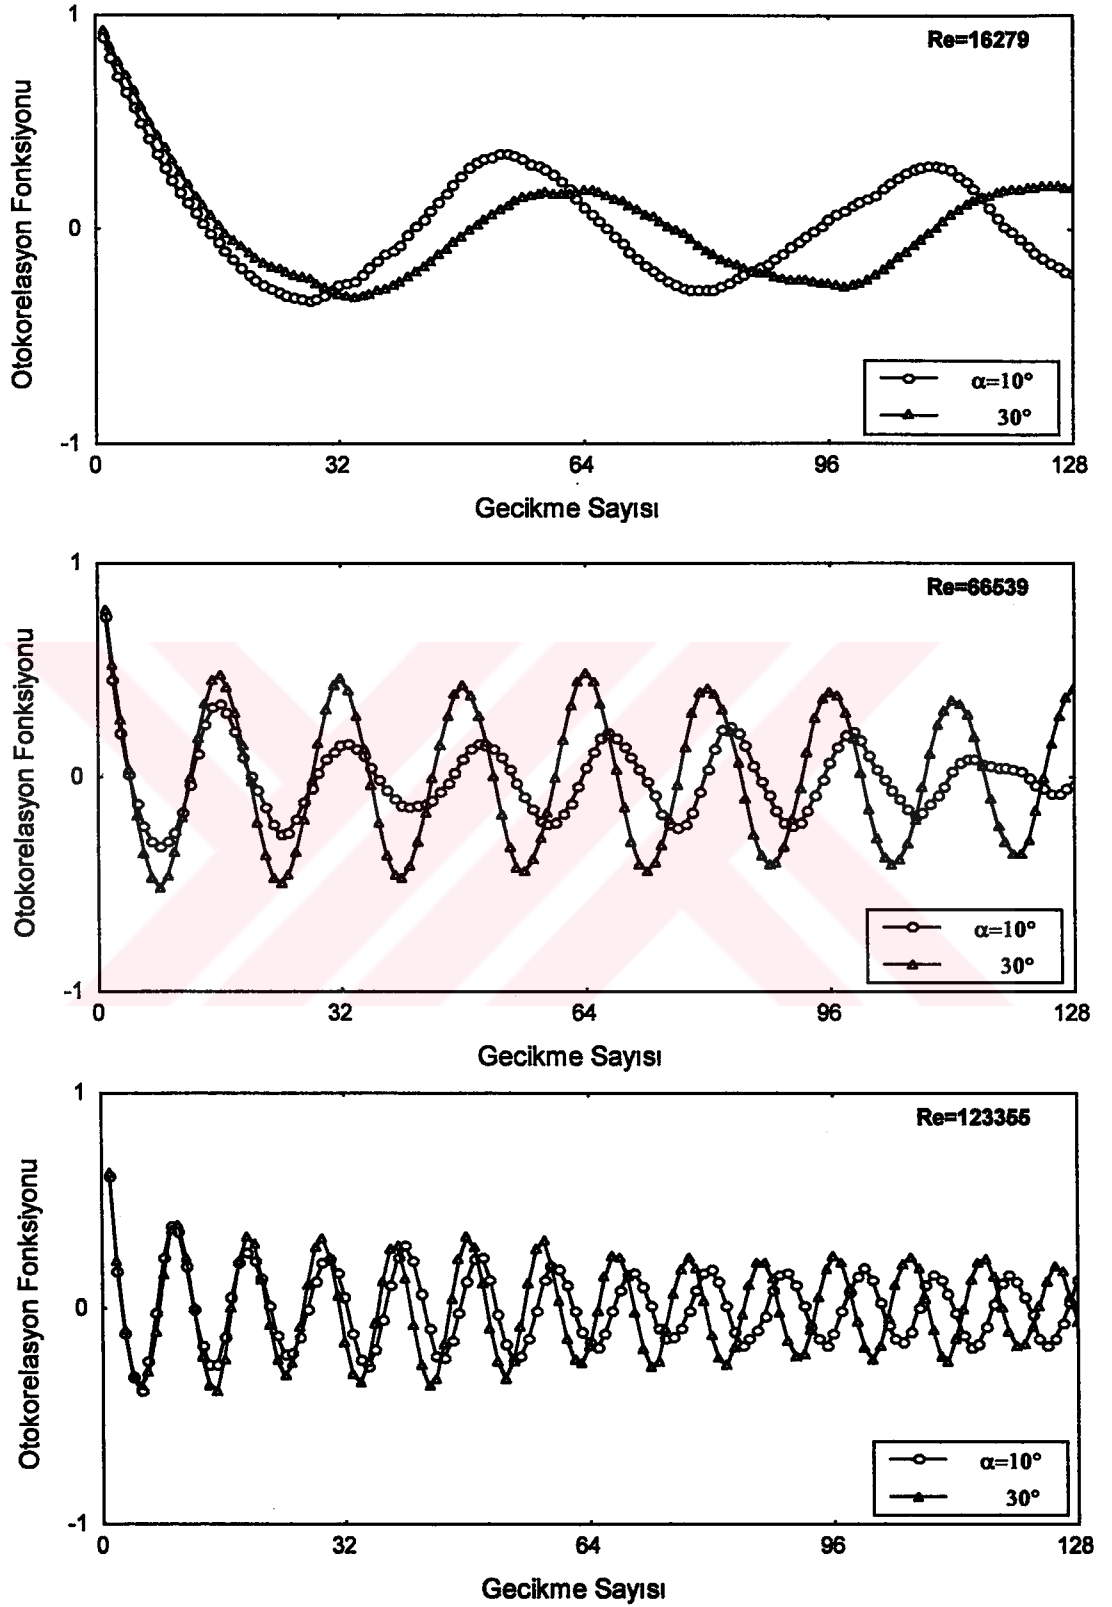 1
Re=16279
Otokorelasyon Fonksiyonu
0
α=10°
30°
-1
0 32 64 96 128
Gecikme Sayısı
1
Re=66539
Otokorelasyon Fonksiyonu
0
α=10°
30°
-1
0 32 64 96 128
Gecikme Sayısı
1
Re=123355
Otokorelasyon Fonksiyonu
0
α=10°
30°
-1
0 32 64 96 128
Gecikme Sayısı